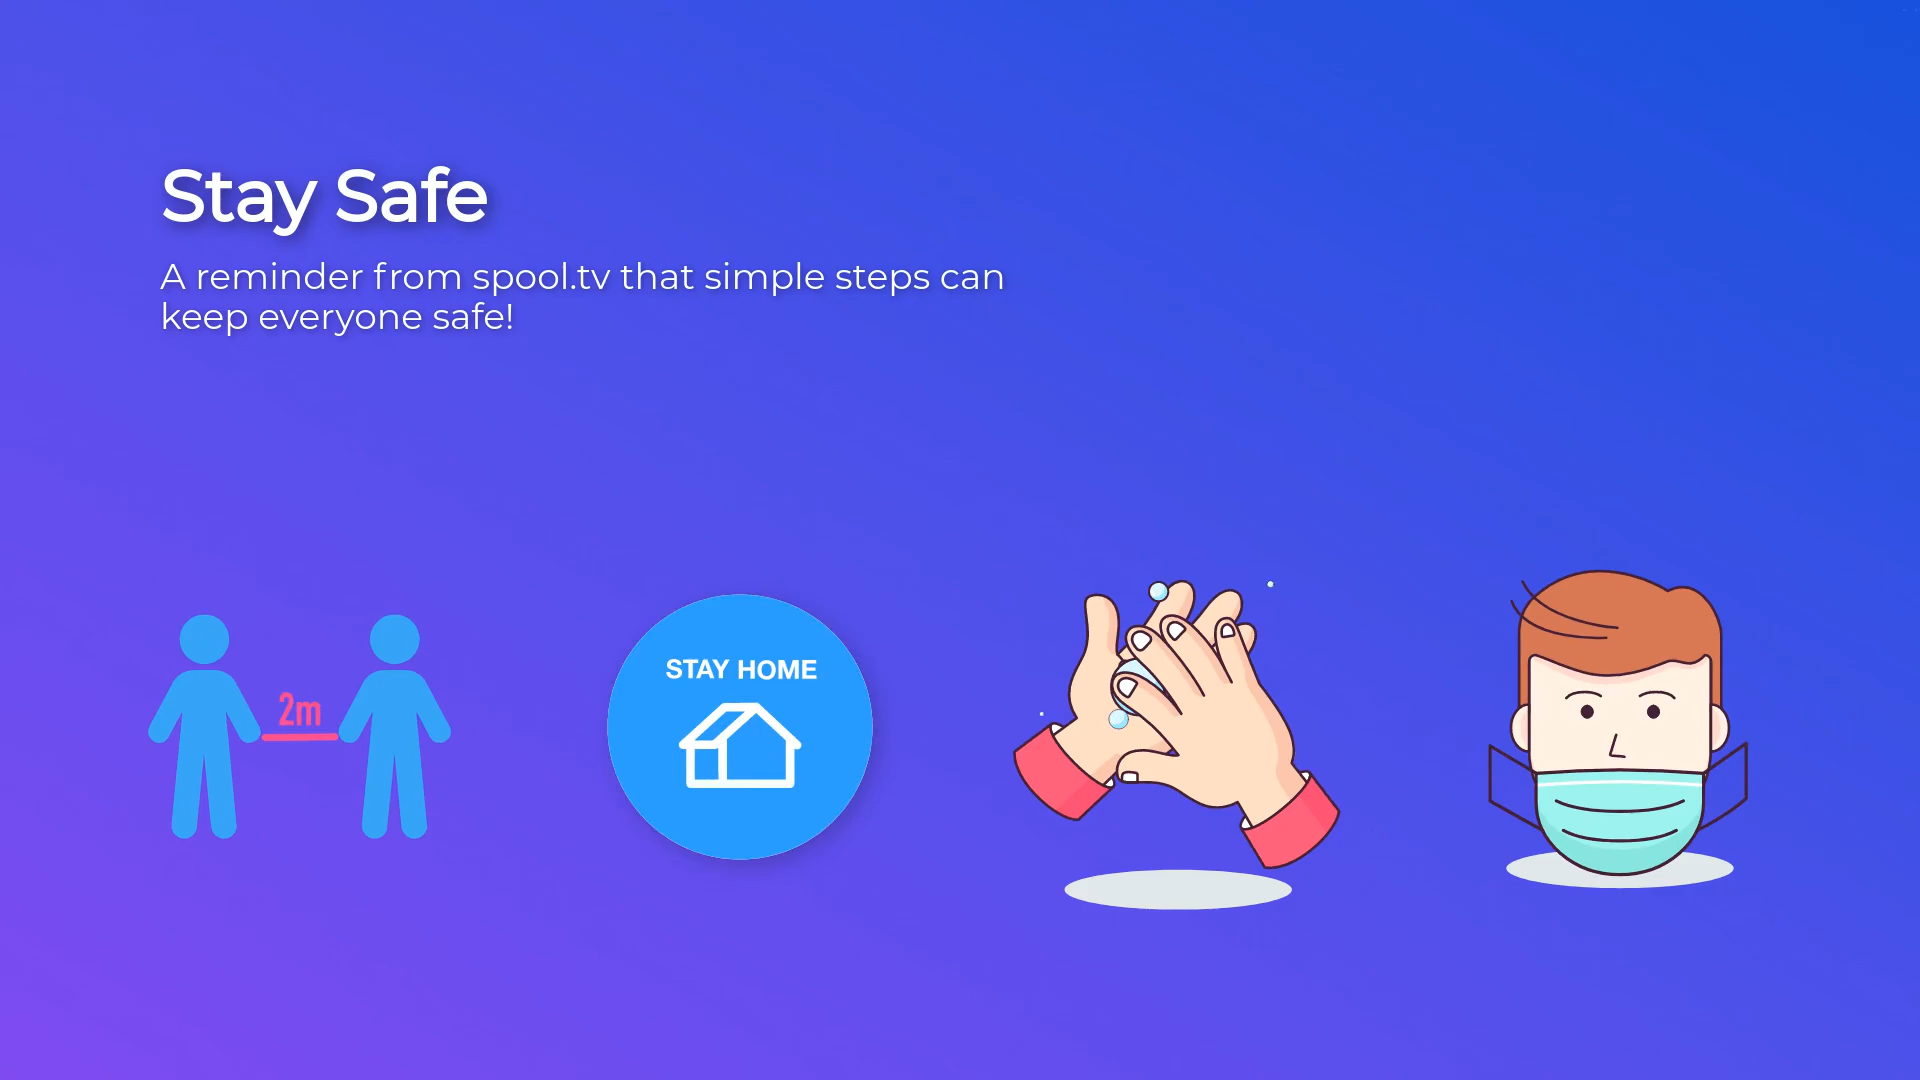 Stay Safe
A reminder from spool.tv that simple steps can
keep everyone safe!
2m
STAY HOME